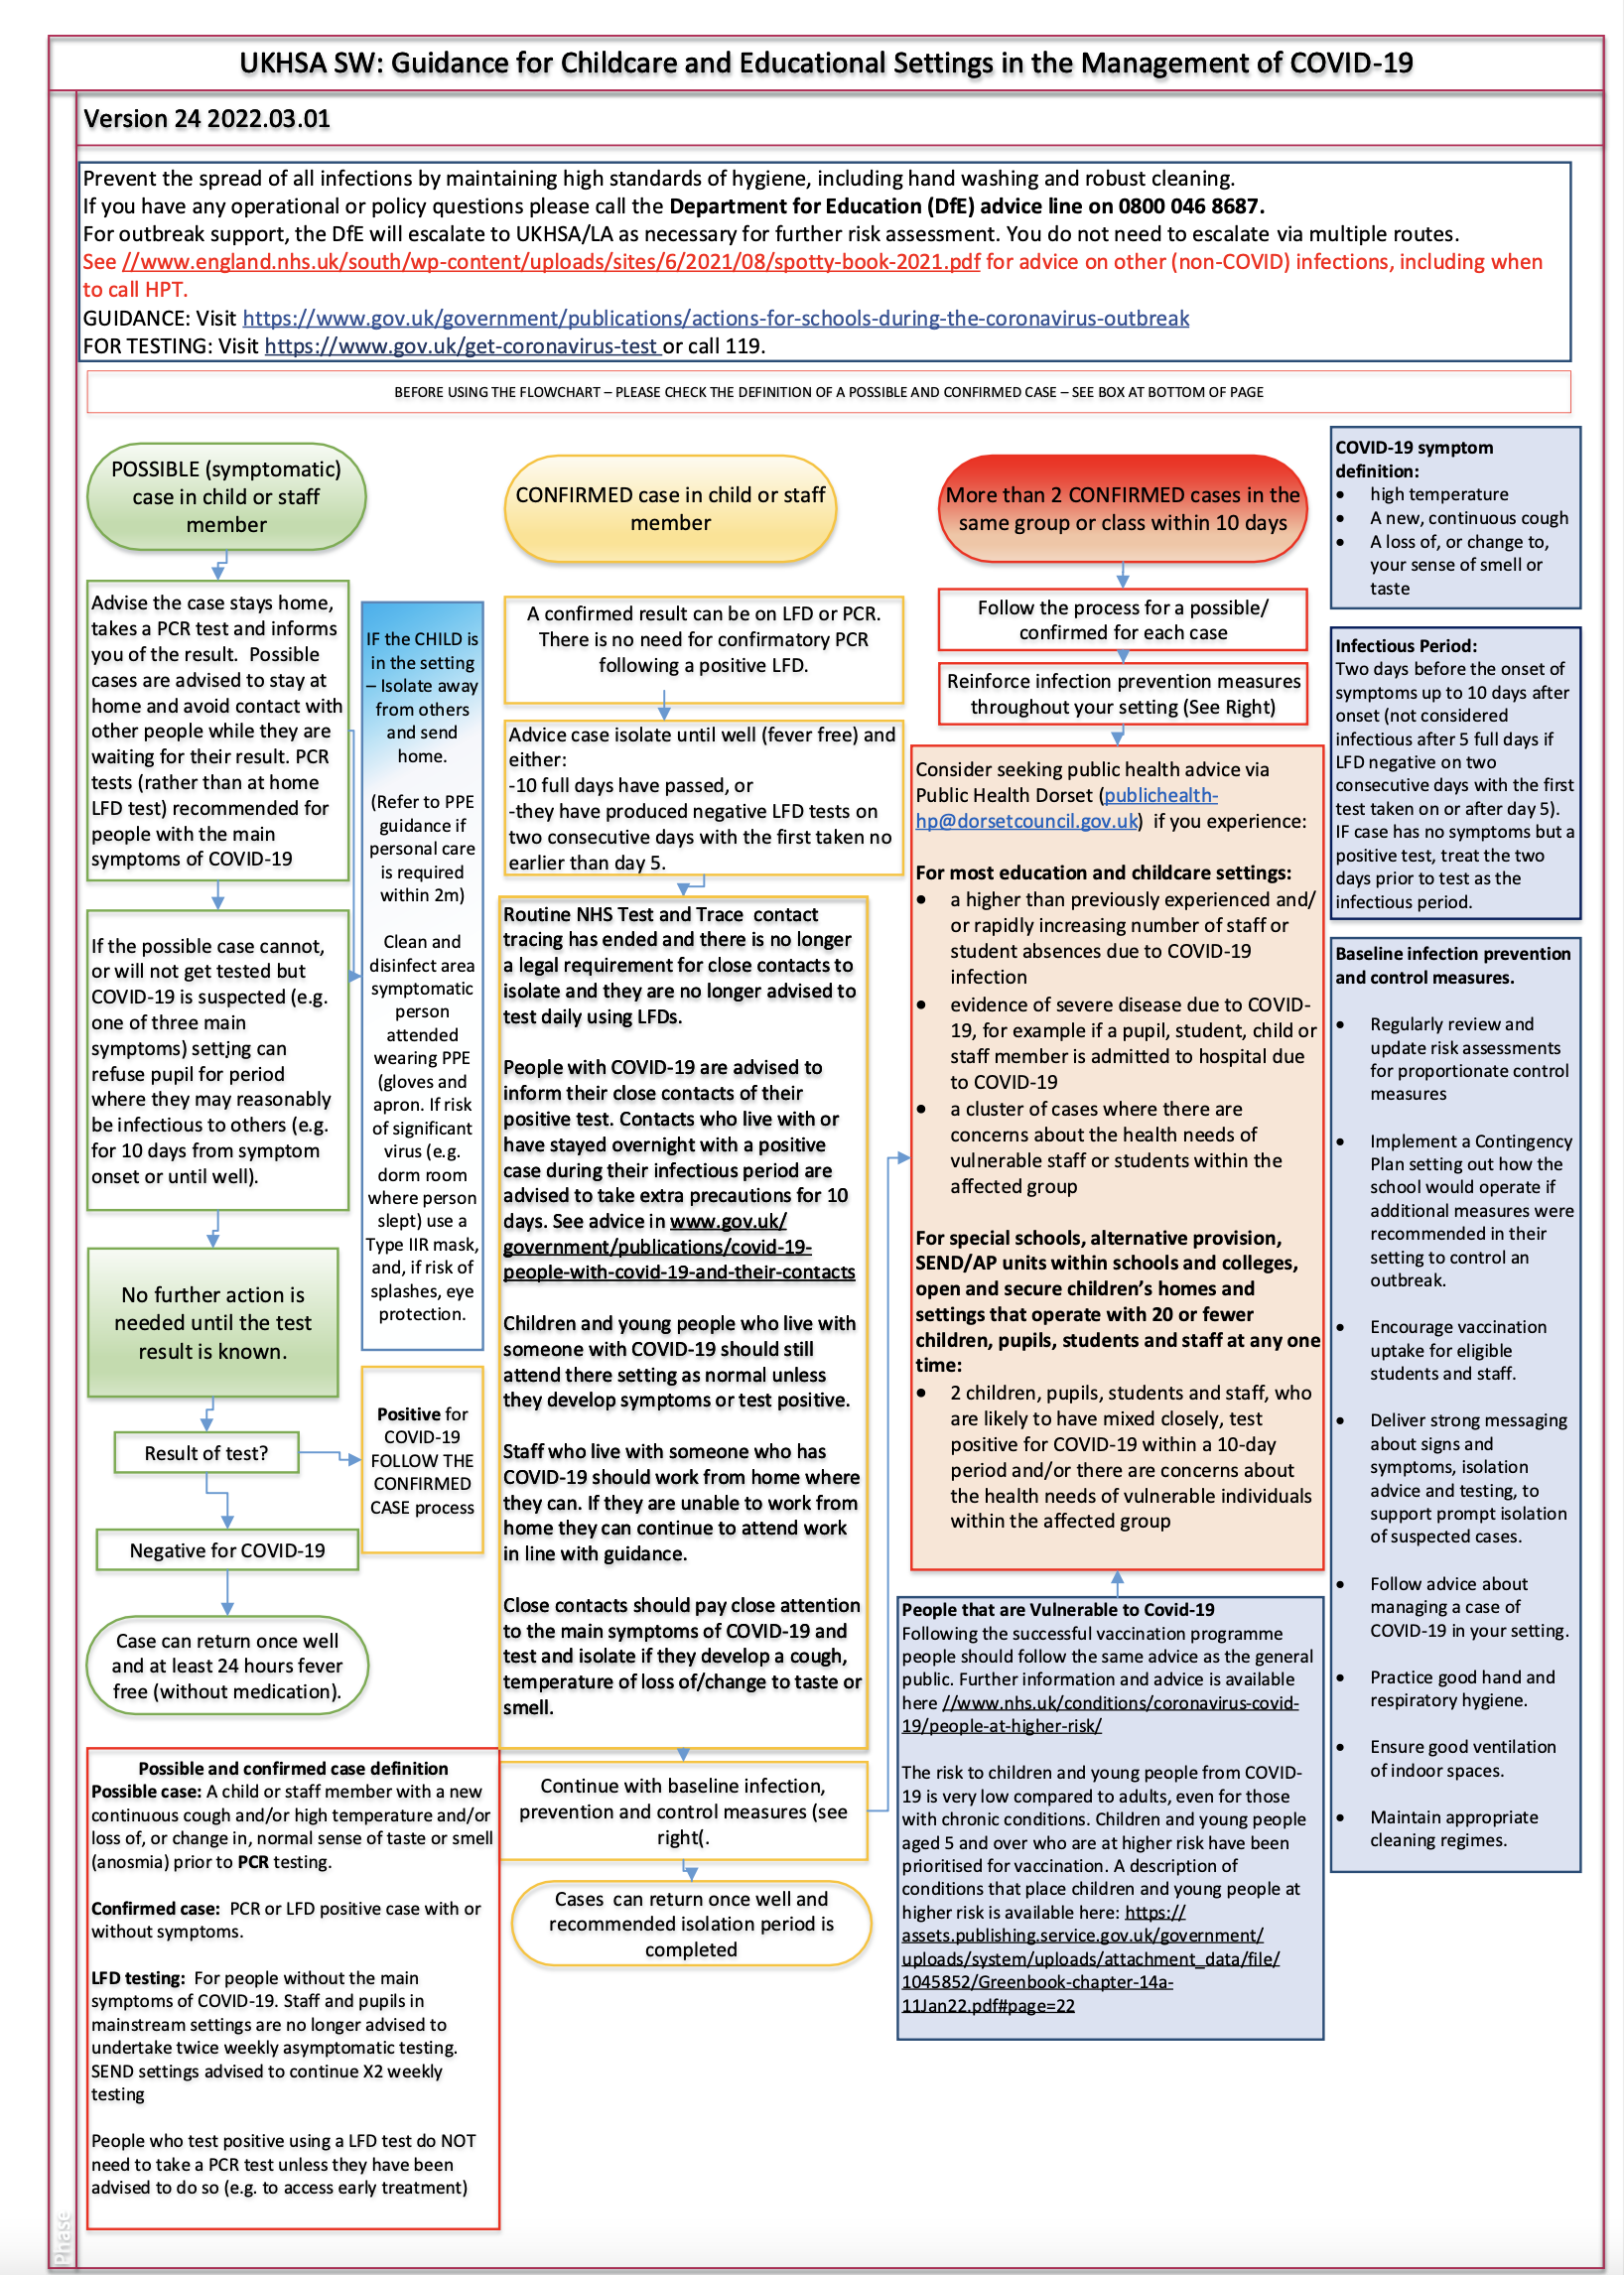 UKHSA SW: Guidance for Childcare and Educational Settings in the Management of COVID-19
Version 24 2022.03.01
Prevent the spread of all infections by maintaining high standards of hygiene, including hand washing and robust cleaning.
If you have any operational or policy questions please call the Department for Education (DfE) advice line on 0800 046 8687.
For outbreak support, the DfE will escalate to UKHSA/LA as necessary for further risk assessment. You do not need to escalate via multiple routes.
See //www.england.nhs.uk/south/wp-content/uploads/sites/6/2021/08/spotty-book-2021.pdf for advice on other (non-COVID) infections, including when
to call HPT.
GUIDANCE: Visit https://www.gov.uk/government/publications/actions-for-schools-during-the-coronavirus-outbreak
FOR TESTING: Visit https://www.gov.uk/get-coronavirus-test or call 119.
BEFORE USING THE FLOWCHART – PLEASE CHECK THE DEFINITION OF A POSSIBLE AND CONFIRMED CASE – SEE BOX AT BOTTOM OF PAGE
POSSIBLE (symptomatic)
case in child or staff
member
Advise the case stays home,
takes a PCR test and informs
you of the result. Possible
cases are advised to stay at
home and avoid contact with
other people while they are
waiting for their result. PCR
tests (rather than at home
LFD test) recommended for
people with the main
symptoms of COVID-19
If the possible case cannot,
or will not get tested but
COVID-19 is suspected (e.g.
one of three main
symptoms) setting can
refuse pupil for period
where they may reasonably
be infectious to others (e.g.
for 10 days from symptom
onset or until well).
No further action is
needed until the test
result is known.
Result of test?
Negative for COVID-19
Case can return once well
and at least 24 hours fever
free (without medication).
IF the CHILD is
in the setting
– Isolate away
from others
and send
home.
(Refer to PPE
guidance if
personal care
is required
within 2m)
Clean and
disinfect area
symptomatic
person
attended
wearing PPE
(gloves and
apron. If risk
of significant
virus (e.g.
dorm room
where person
slept) use a
Type IIR mask,
and, if risk of
splashes, eye
protection.
Positive for
COVID-19
FOLLOW THE
CONFIRMED
CASE process
CONFIRMED case in child or staff
member
A confirmed result can be on LFD or PCR.
There is no need for confirmatory PCR
following a positive LFD.
Advice case isolate until well (fever free) and
either:
-10 full days have passed, or
-they have produced negative LFD tests on
two consecutive days with the first taken no
earlier than day 5.
Routine NHS Test and Trace contact
tracing has ended and there is no longer
a legal requirement for close contacts to
isolate and they are no longer advised to
test daily using LFDs.
People with COVID-19 are advised to
inform their close contacts of their
positive test. Contacts who live with or
have stayed overnight with a positive
case during their infectious period are
advised to take extra precautions for 10
days. See advice in www.gov.uk/
government/publications/covid-19-
people-with-covid-19-and-their-contacts
Children and young people who live with
someone with COVID-19 should still
attend there setting as normal unless
they develop symptoms or test positive.
Staff who live with someone who has
COVID-19 should work from home where
they can. If they are unable to work from
home they can continue to attend work
in line with guidance.
Close contacts should pay close attention
to the main symptoms of COVID-19 and
test and isolate if they develop a cough,
temperature of loss of/change to taste or
smell.
Continue with baseline infection,
prevention and control measures (see
right(.
Cases can return once well and
recommended isolation period is
completed
More than 2 CONFIRMED cases in the
same group or class within 10 days
Follow the process for a possible/
confirmed for each case
Reinforce infection prevention measures
throughout your setting (See Right)
Consider seeking public health advice via
Public Health Dorset (publichealth-
hp@dorsetcouncil.gov.uk) if you experience:
For most education and childcare settings:
• a higher than previously experienced and/
or rapidly increasing number of staff or
student absences due to COVID-19
infection
• evidence of severe disease due to COVID-
19, for example if a pupil, student, child or
staff member is admitted to hospital due
to COVID-19
• a cluster of cases where there are
concerns about the health needs of
vulnerable staff or students within the
affected group
For special schools, alternative provision,
SEND/AP units within schools and colleges,
open and secure children's homes and
settings that operate with 20 or fewer
children, pupils, students and staff at any one
time:
• 2 children, pupils, students and staff, who
are likely to have mixed closely, test
positive for COVID-19 within a 10-day
period and/or there are concerns about
the health needs of vulnerable individuals
within the affected group
People that are Vulnerable to Covid-19
Following the successful vaccination programme
people should follow the same advice as the general
public. Further information and advice is available
here //www.nhs.uk/conditions/coronavirus-covid-
19/people-at-higher-risk/
The risk to children and young people from COVID-
19 is very low compared to adults, even for those
with chronic conditions. Children and young people
aged 5 and over who are at higher risk have been
prioritised for vaccination. A description of
conditions that place children and young people at
higher risk is available here: https://
assets.publishing.service.gov.uk/government/
uploads/system/uploads/attachment_data/file/
1045852/Greenbook-chapter-14a-
11Jan22.pdf#page=22
COVID-19 symptom
definition:
• high temperature
• A new, continuous cough
• A loss of, or change to,
your sense of smell or
taste
Infectious Period:
Two days before the onset of
symptoms up to 10 days after
onset (not considered
infectious after 5 full days if
LFD negative on two
consecutive days with the first
test taken on or after day 5).
IF case has no symptoms but a
positive test, treat the two
days prior to test as the
infectious period.
Baseline infection prevention
and control measures.
• Regularly review and
update risk assessments
for proportionate control
measures
• Implement a Contingency
Plan setting out how the
school would operate if
additional measures were
recommended in their
setting to control an
outbreak.
• Encourage vaccination
uptake for eligible
students and staff.
• Deliver strong messaging
about signs and
symptoms, isolation
advice and testing, to
support prompt isolation
of suspected cases.
• Follow advice about
managing a case of
COVID-19 in your setting.
• Practice good hand and
respiratory hygiene.
• Ensure good ventilation
of indoor spaces.
• Maintain appropriate
cleaning regimes.
Possible and confirmed case definition
Possible case: A child or staff member with a new
continuous cough and/or high temperature and/or
loss of, or change in, normal sense of taste or smell
(anosmia) prior to PCR testing.
Confirmed case: PCR or LFD positive case with or
without symptoms.
LFD testing: For people without the main
symptoms of COVID-19. Staff and pupils in
mainstream settings are no longer advised to
undertake twice weekly asymptomatic testing.
SEND settings advised to continue X2 weekly
testing
People who test positive using a LFD test do NOT
need to take a PCR test unless they have been
advised to do so (e.g. to access early treatment)
Phase